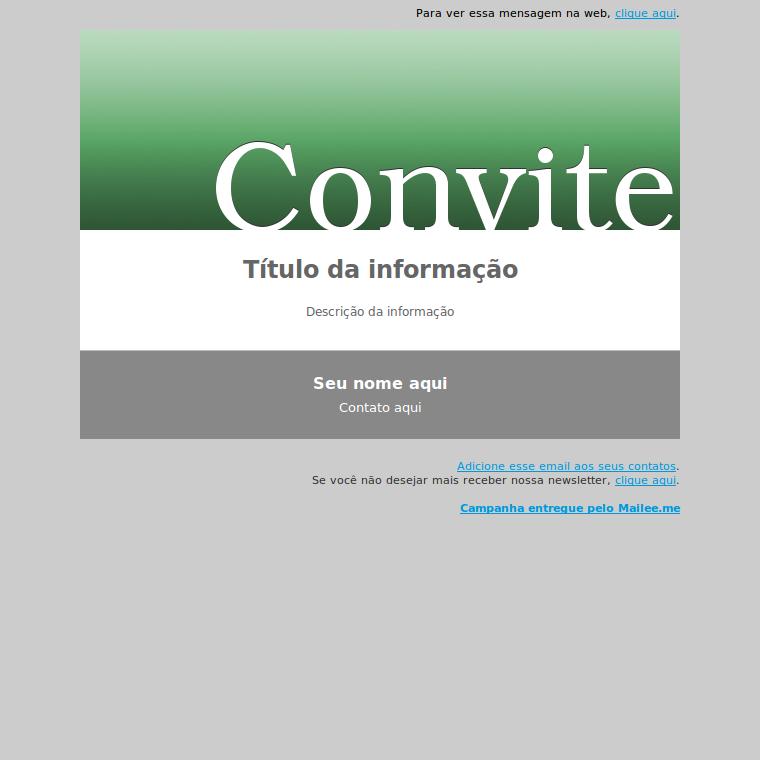 Para ver essa mensagem na web, clique aqui.
Convite
Título da informação
Descrição da informação
Seu nome aqui
Contato aqui
Adicione esse email aos seus contatos.
Se você não desejar mais receber nossa newsletter, clique aqui.
Campanha entregue pelo Mailee.me